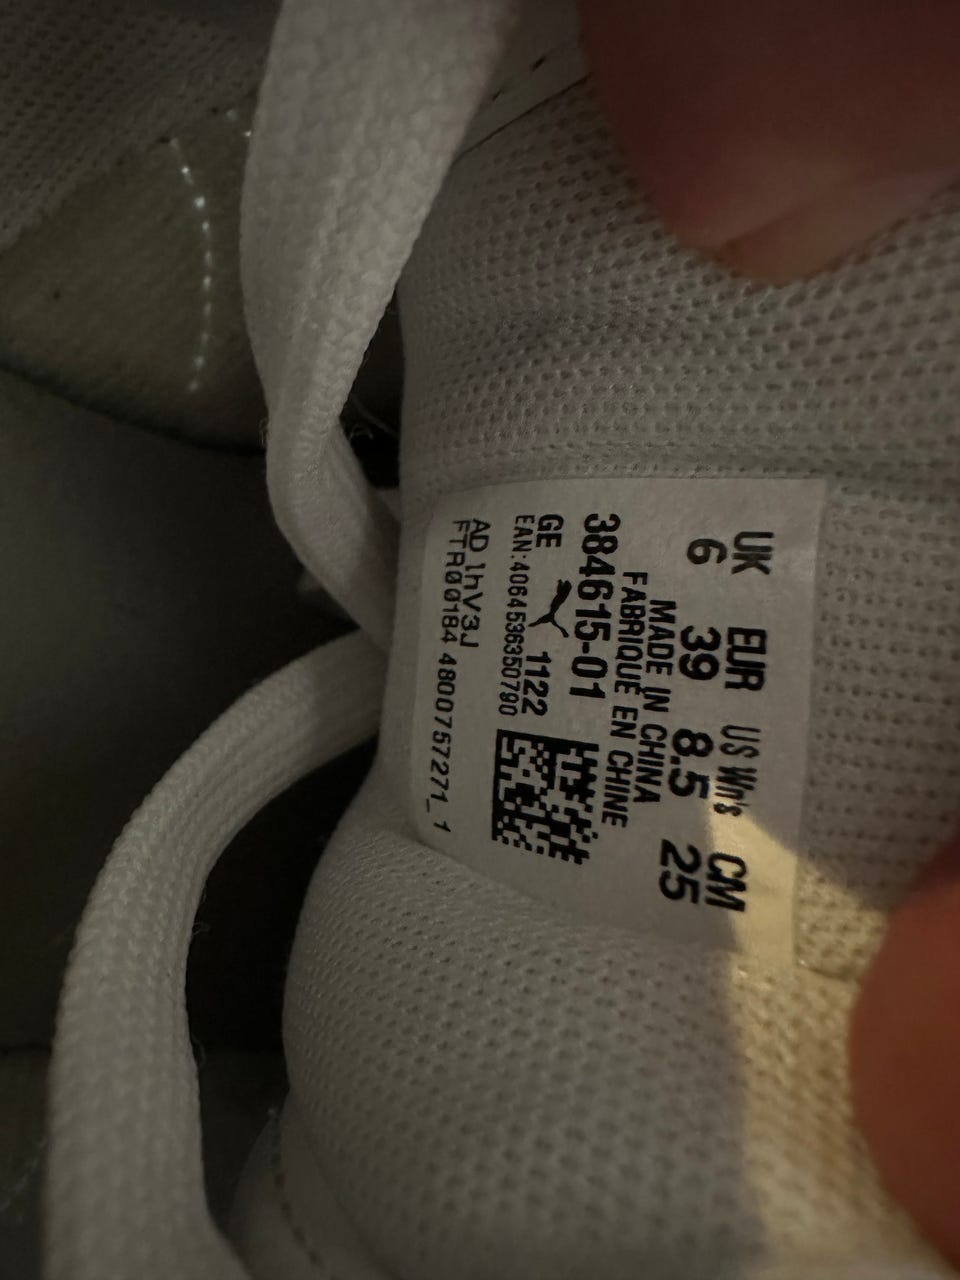 UK EUR US Wn's CM
6 39 8.5 25
MADE IN CHINA
FABRIQUÉ EN CHINE
384615-01
GE 1122
EAN:4064536350790
AD 1hV3J
FTR00184 4800757271_1